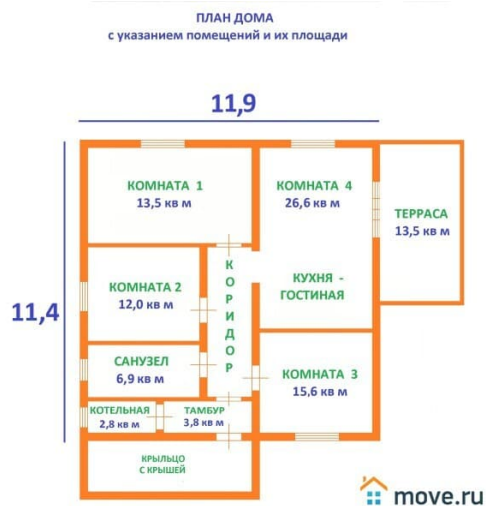 ПЛАН ДОМА
с указанием помещений и их площади
11,9
11,4
КОМНАТА 1
13,5 кв м
КОМНАТА 4
26,6 кв м
КУХНЯ -
ГОСТИНАЯ
ТЕРРАСА
13,5 кв м
КОМНАТА 2
12,0 кв м
КОРИДОР
САНУЗЕЛ
6,9 кв м
КОМНАТА 3
15,6 кв м
КОТЕЛЬНАЯ
2,8 кв м
ТАМБУР
3,8 кв м
КРЫЛЬЦО
С КРЫШЕЙ
move.ru